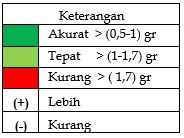 Keterangan
Akurat > (0,5-1) gr
Tepat > (1-1,7) gr
Kurang > ( 1,7) gr
(+) Lebih
(-) Kurang